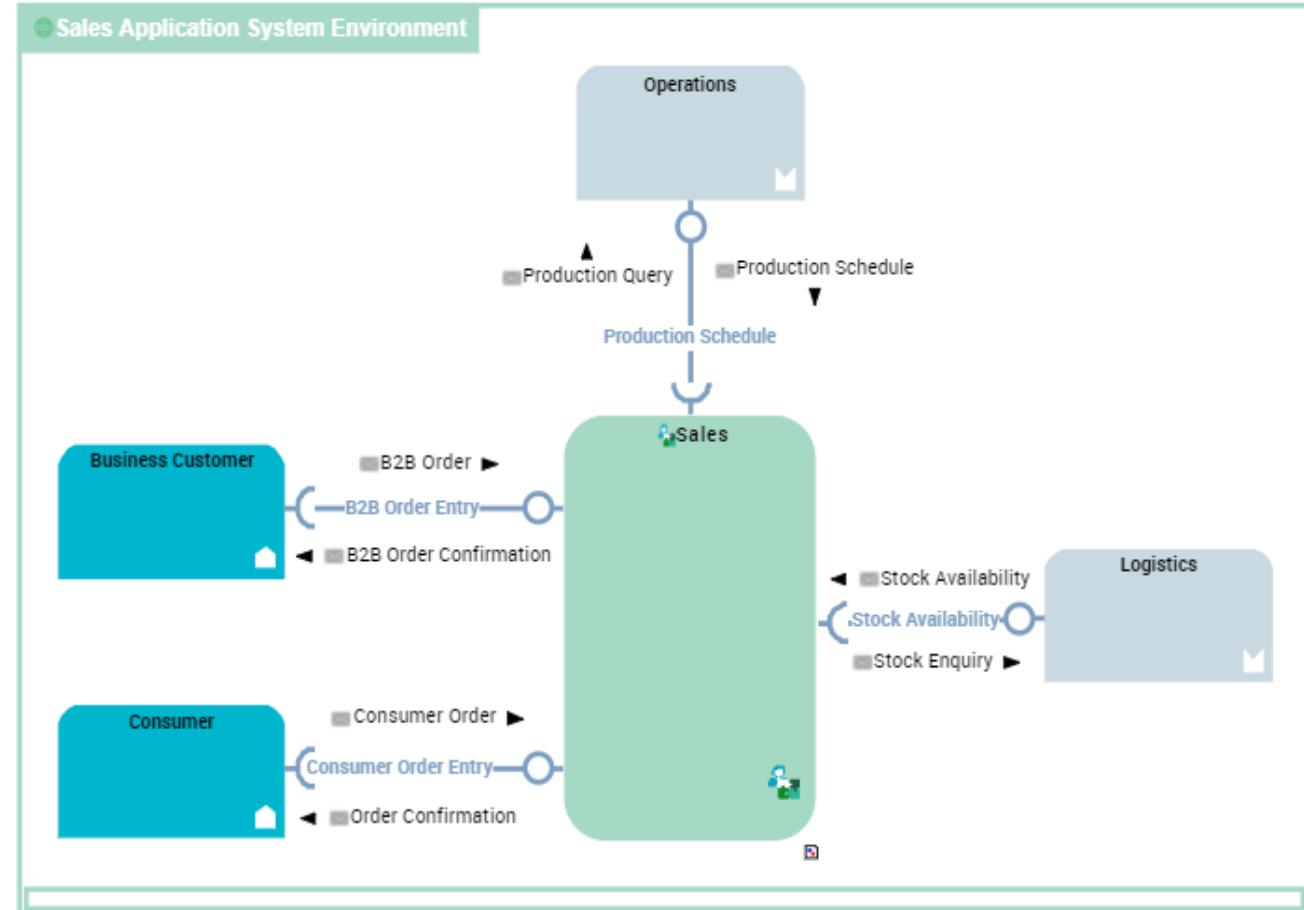 Sales Application System Environment
Operations
Production Query
Production Schedule
Production Schedule
Sales
Business Customer
B2B Order
B2B Order Entry
B2B Order Confirmation
Stock Availability
Logistics
Stock Availability
Stock Enquiry
Consumer
Consumer Order
Consumer Order Entry
Order Confirmation